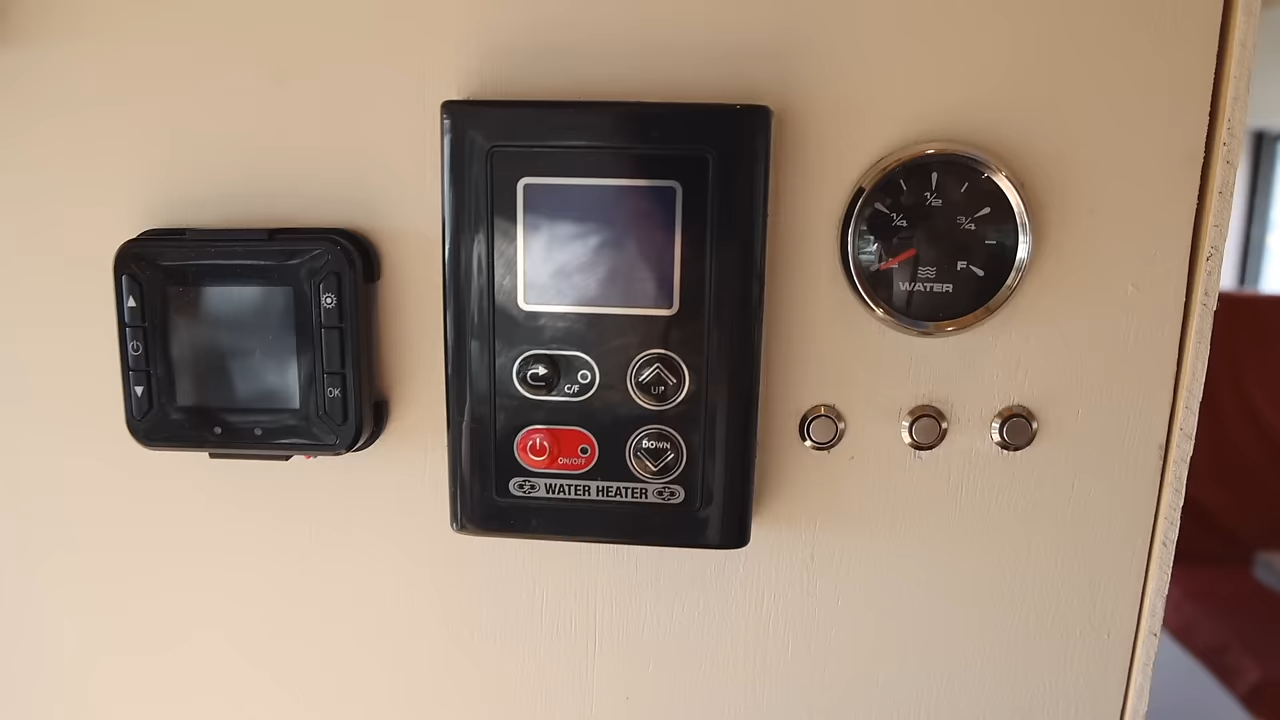 OK
C/F
UP
ON/OFF
DOWN
WATER HEATER
1/2
1/4
3/4
F
WATER